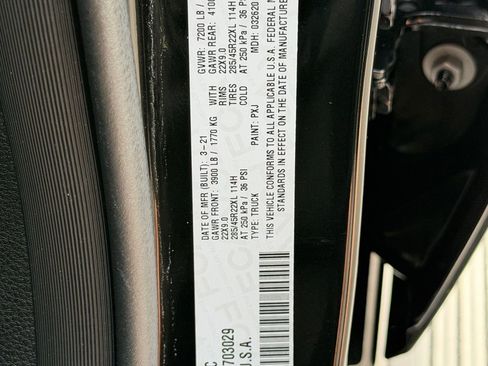 DATE OF MFR (BUILT): 3-21 GVWR: 7200 LB /
GAWR FRONT: 3900 LB / 1770 KG WITH GAWR REAR: 410
22X9.0 RIMS 22X9.0
285/45R22XL 114H TIRES 285/45R22XL 114H
AT 250 kPa / 36 PSI COLD AT 250 kPa / 36 PSI
TYPE: TRUCK PAINT: PXJ MDH: 032620
THIS VEHICLE CONFORMS TO ALL APPLICABLE U.S.A. FEDERAL M
STANDARDS IN EFFECT ON THE DATE OF MANUFACTURE
C
703029
U.S.A.